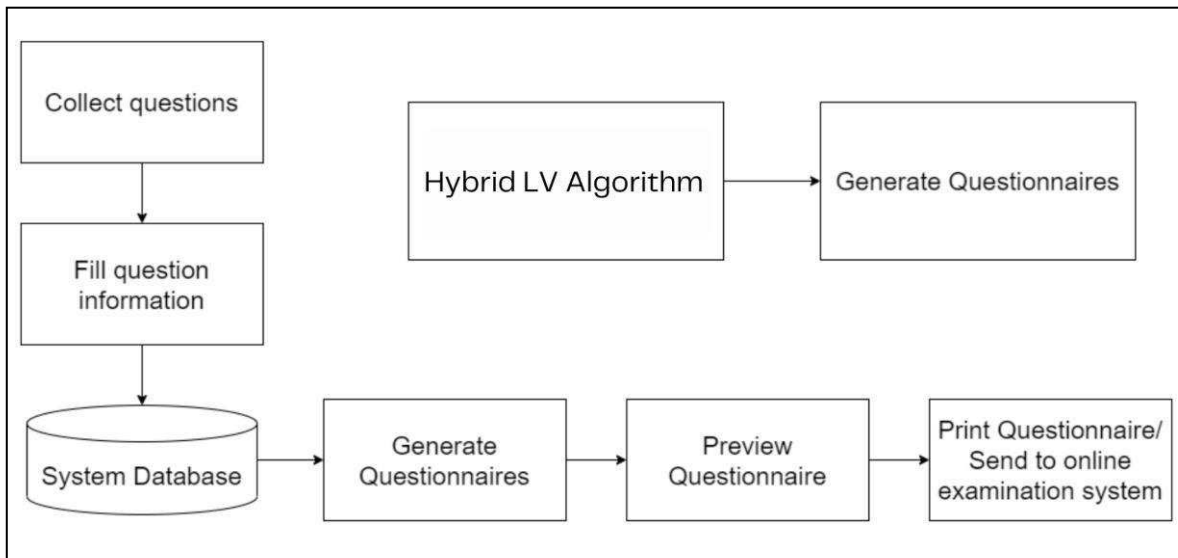 Collect questions
Hybrid LV Algorithm
Generate Questionnaires
Fill question
information
System Database
Generate
Questionnaires
Preview
Questionnaire
Print Questionnaire/
Send to online
examination system